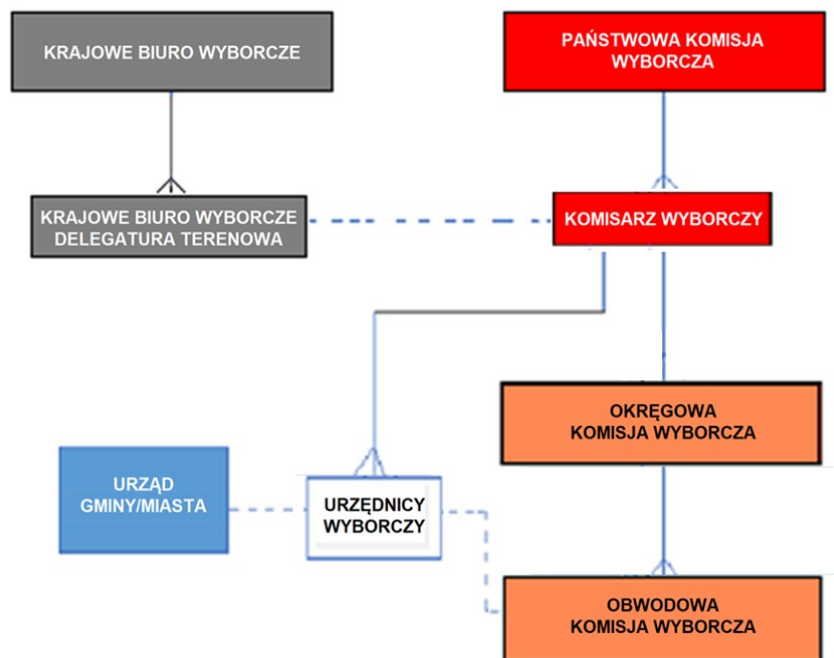 KRAJOWE BIURO WYBORCZE
PAŃSTWOWA KOMISJA
WYBORCZA
KRAJOWE BIURO WYBORCZE
DELEGATURA TERENOWA
KOMISARZ WYBORCZY
OKRĘGOWA
KOMISJA WYBORCZA
URZĄD
GMINY/MIASTA
URZĘDNICY
WYBORCZY
OBWODOWA
KOMISJA WYBORCZA